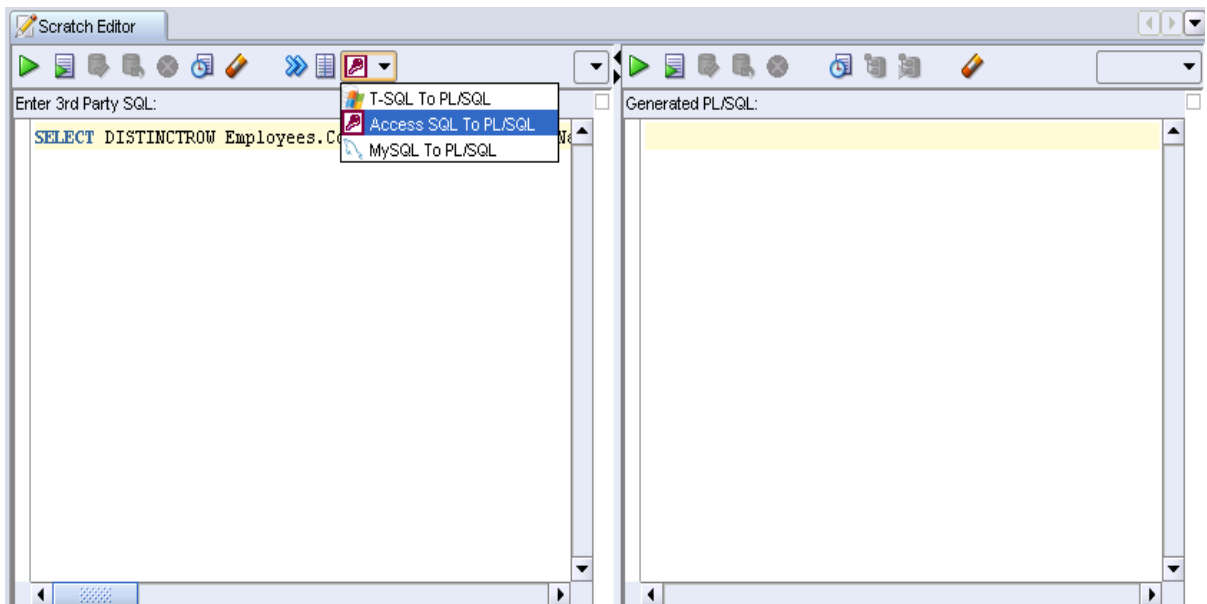 Scratch Editor
Enter 3rd Party SQL:
T-SQL To PL/SQL
Access SQL To PL/SQL
MySQL To PL/SQL
SELECT DISTINCTROW Employees.Co
Generated PL/SQL: